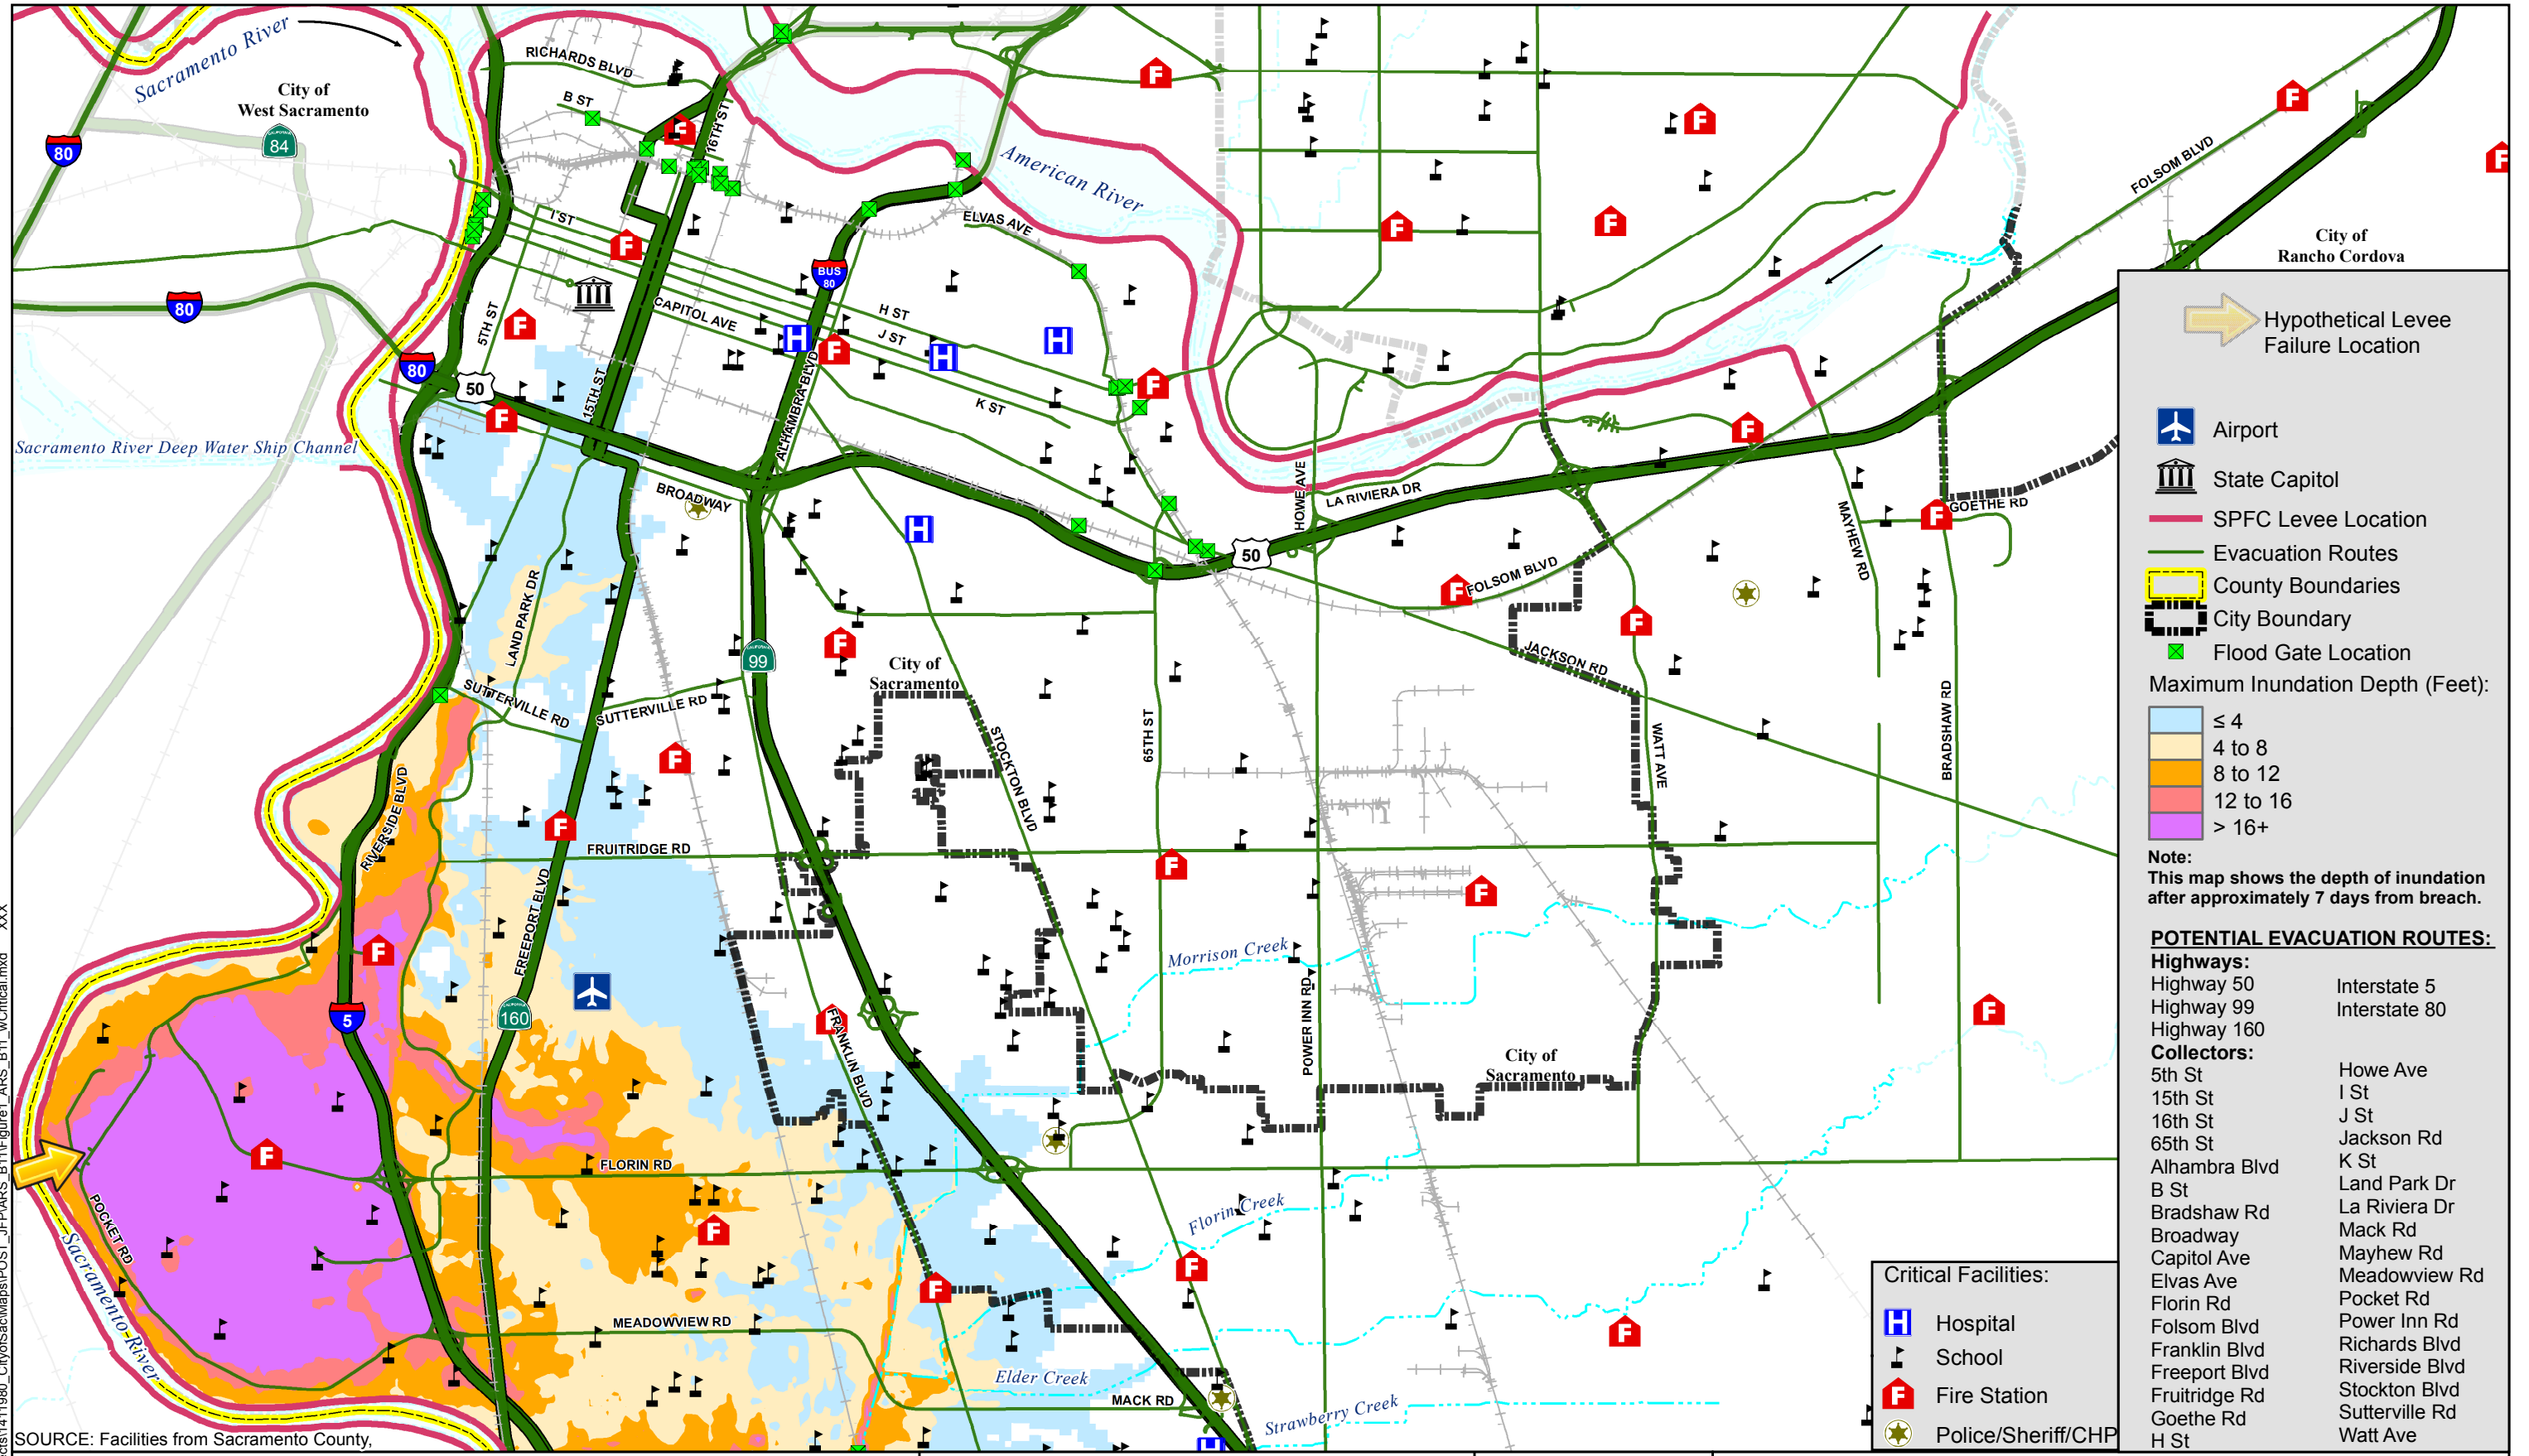 Sacramento River
City of
West Sacramento
84
80
80
80
50
RICHARDS BLVD
B ST
16TH ST
I ST
5TH ST
CAPITOL AVE
15TH ST
BUS
80
H ST
J ST
K ST
ALHAMBRA BLVD
ELVAS AVE
American River
Sacramento River Deep Water Ship Channel
BROADWAY
LAND PARK DR
SUTTERVILLE RD
SUTTERVILLE RD
CALIFORNIA
99
City of
Sacramento
50
HOWE AVE
LA RIVIERA DR
FOLSOM BLVD
FOLSOM BLVD
City of
Rancho Cordova
MAYHEW RD
GOETHE RD
JACKSON RD
WATT AVE
BRADSHAW RD
65TH ST
STOCKTON BLVD
RIVERSIDE BLVD
FRUITRIDGE RD
FREEPORT BLVD
160
5
FRANKLIN BLVD
Morrison Creek
POWER INN RD
City of
Sacramento
FLORIN RD
Florin Creek
POCKET RD
Sacramento River
MEADOWVIEW RD
Elder Creek
MACK RD
Strawberry Creek
SOURCE: Facilities from Sacramento County,
Hypothetical Levee
Failure Location
Airport
State Capitol
SPFC Levee Location
Evacuation Routes
County Boundaries
City Boundary
Flood Gate Location
Maximum Inundation Depth (Feet):
≤ 4
4 to 8
8 to 12
12 to 16
> 16+
Note:
This map shows the depth of inundation
after approximately 7 days from breach.
POTENTIAL EVACUATION ROUTES:
Highways:
Highway 50
Highway 99
Highway 160
Interstate 5
Interstate 80
Collectors:
5th St
15th St
16th St
65th St
Alhambra Blvd
B St
Bradshaw Rd
Broadway
Capitol Ave
Elvas Ave
Florin Rd
Folsom Blvd
Franklin Blvd
Freeport Blvd
Fruitridge Rd
Goethe Rd
H St
Howe Ave
I St
J St
Jackson Rd
K St
Land Park Dr
La Riviera Dr
Mack Rd
Mayhew Rd
Meadowview Rd
Pocket Rd
Power Inn Rd
Richards Blvd
Riverside Blvd
Stockton Blvd
Sutterville Rd
Watt Ave
Critical Facilities:
H Hospital
School
F Fire Station
Police/Sheriff/CHP